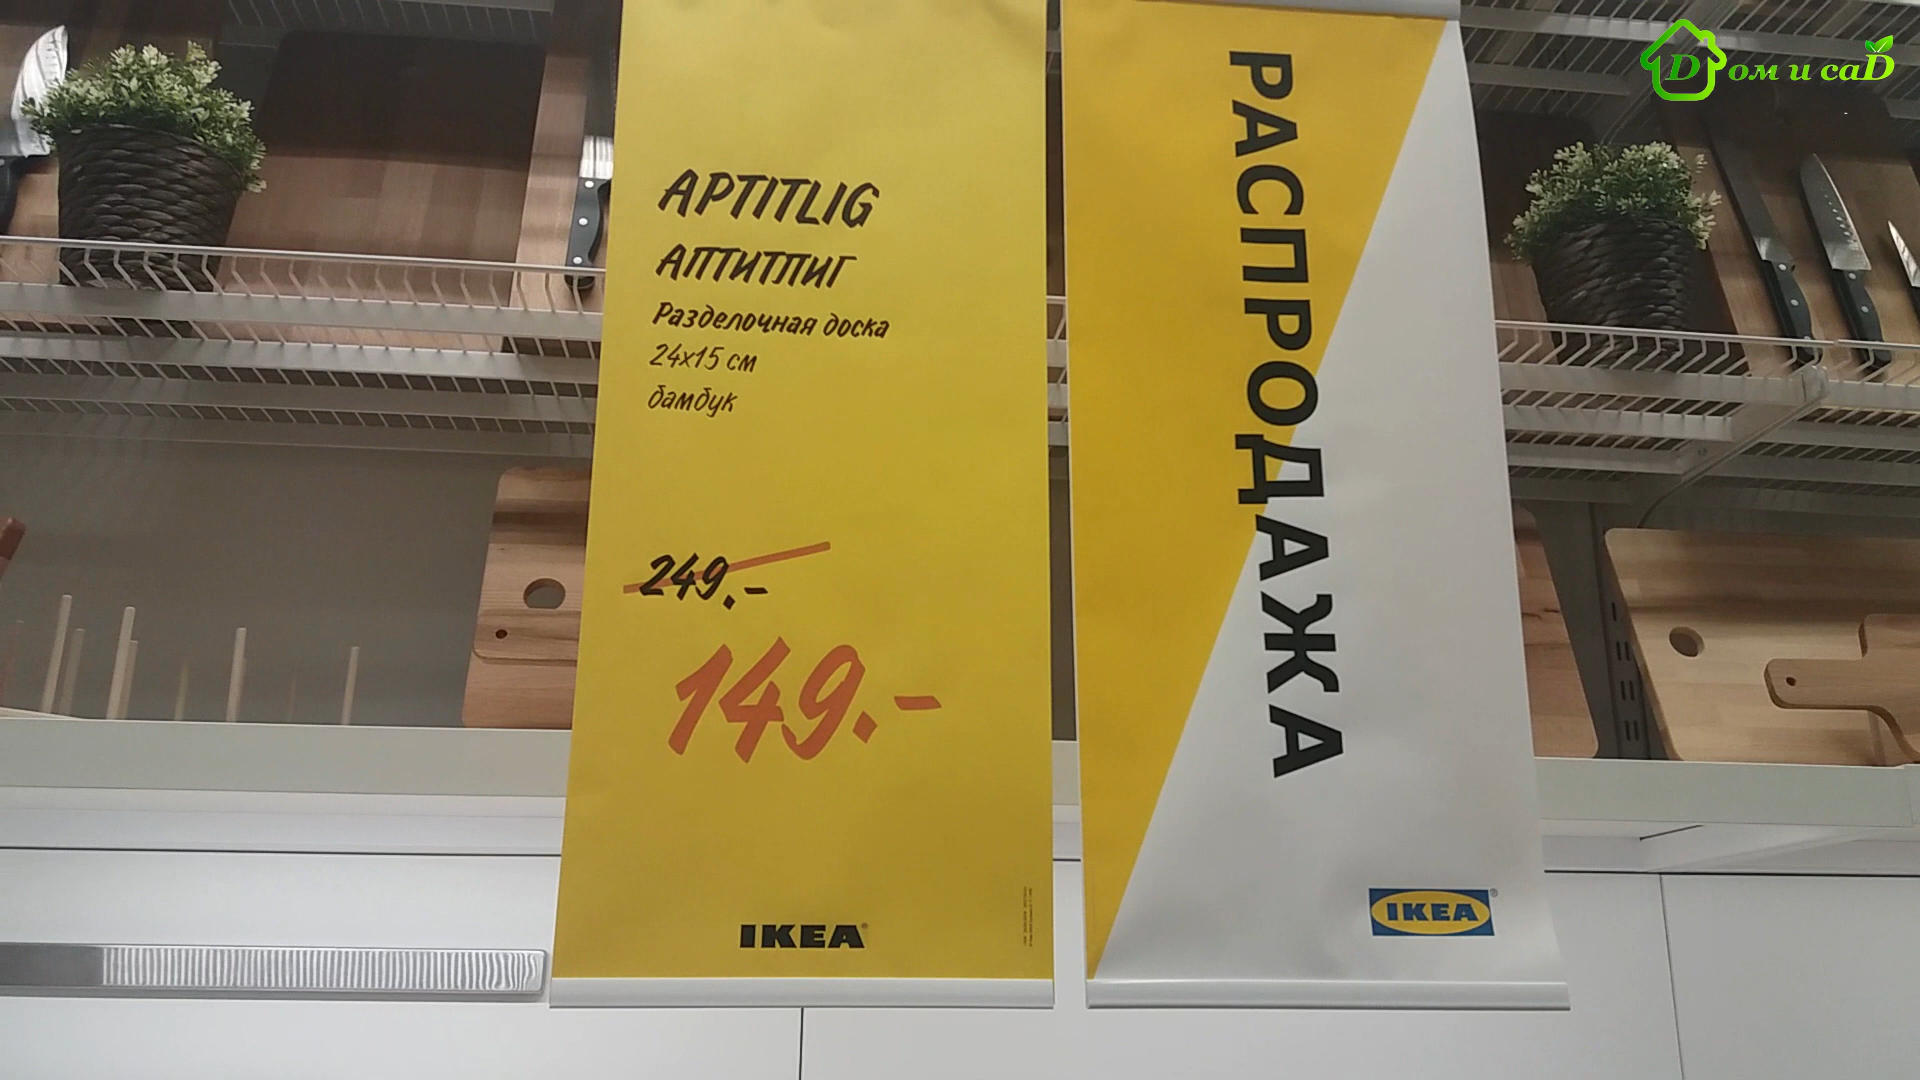 APTITLIG
АПТИТЛИГ
Разделочная доска
24x15 см
бамбук
249.-
149.-
IKEA
РАСПРОДАЖА
IKEA
Dом и саD